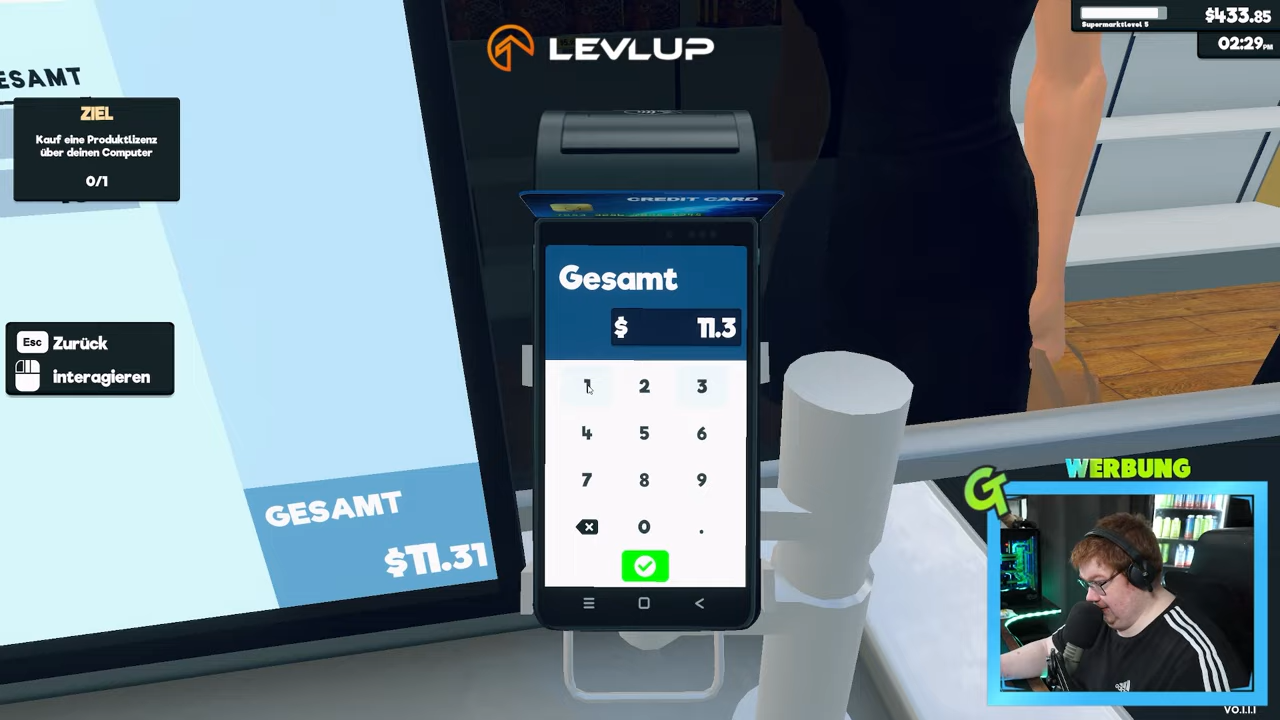 LEVLUP
$433.85
Supermarktlevel 5
02:29PM
ESAMT
ZIEL
Kauf eine Produktlizenz
über deinen Computer
0/1
CREDIT CARD
Gesamt
$ 11.3
Esc Zurück
interagieren
1 2 3
4 5 6
7 8 9
0 .
GESAMT
$11.31
WERBUNG
GT
V0.1.1.1